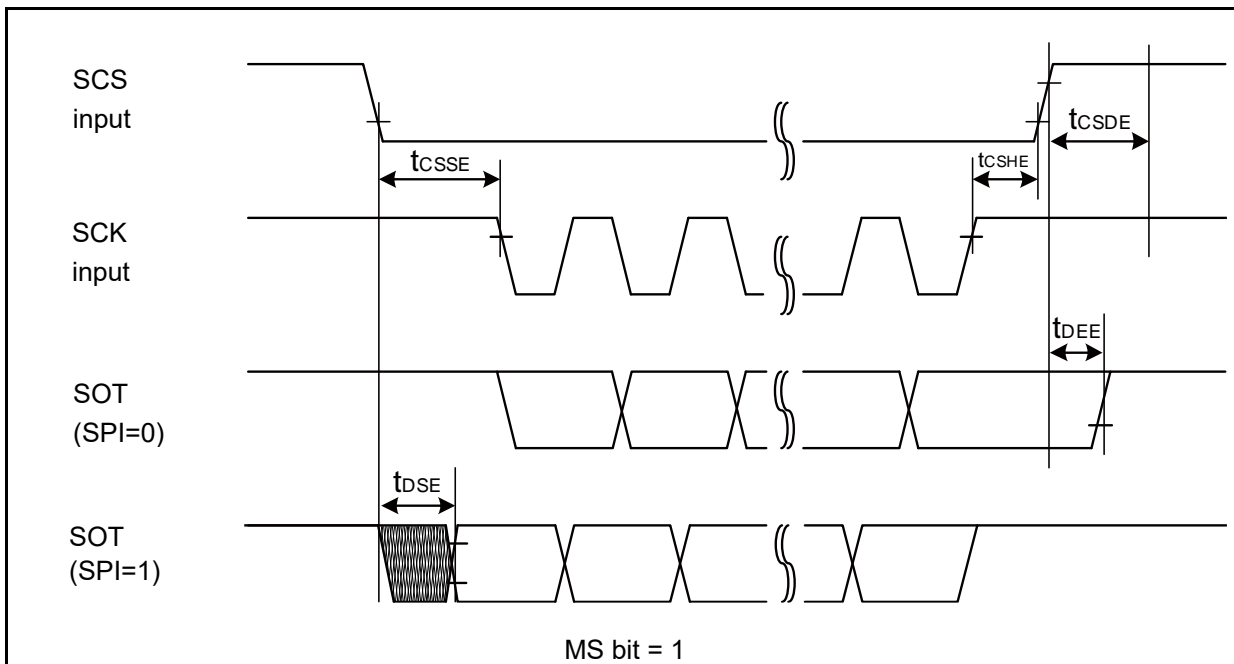 SCS
input
tCSDE
tCSSE
tCSHE
SCK
input
tDEE
SOT
(SPI=0)
tDSE
SOT
(SPI=1)
MS bit = 1